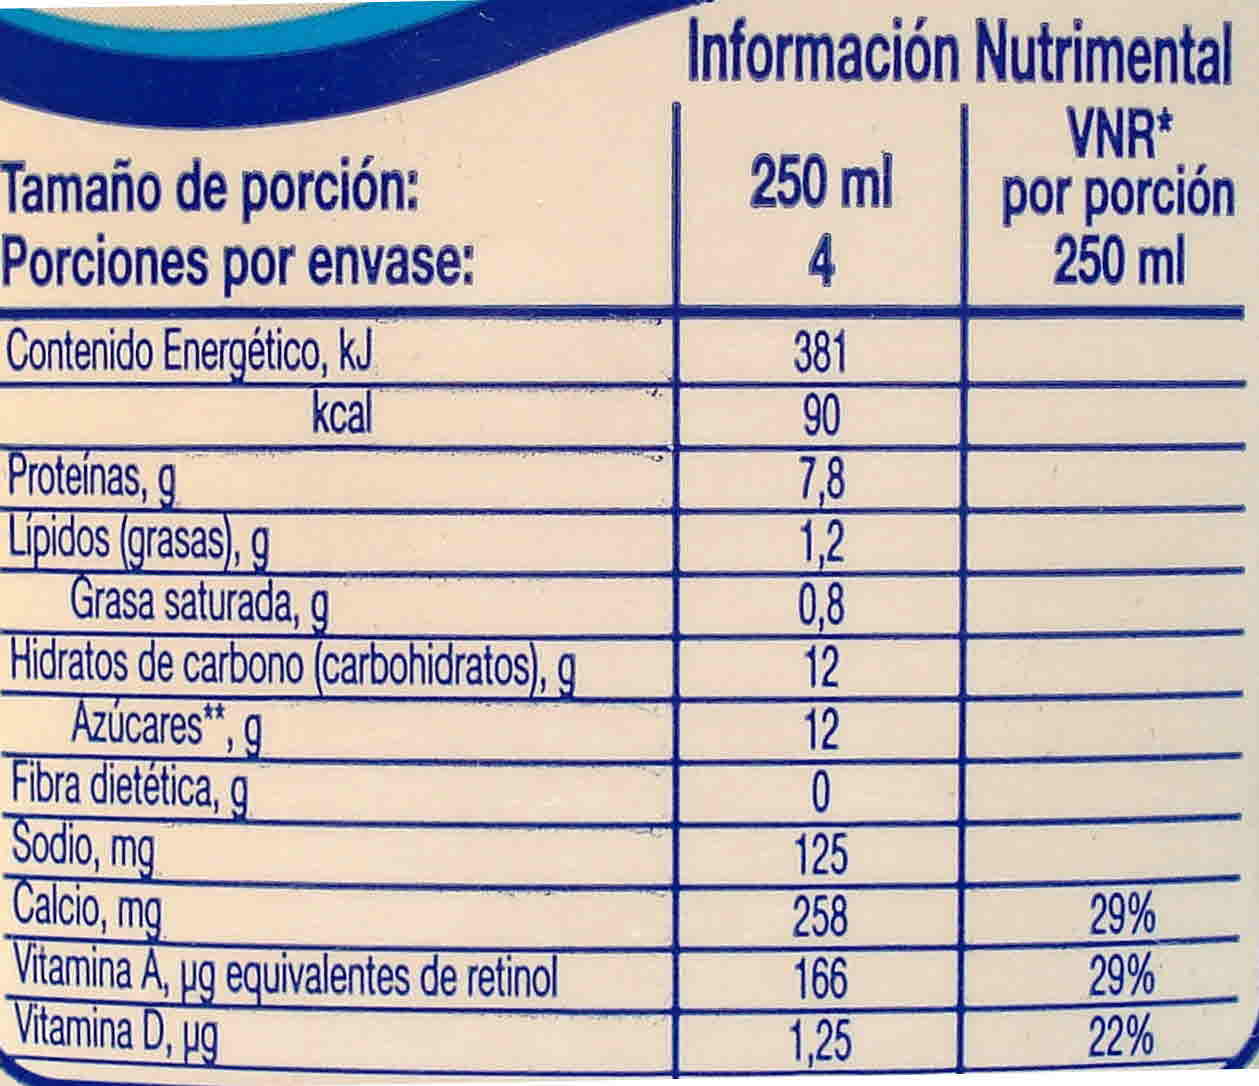 Información Nutrimental
Tamaño de porción: 250 ml VNR* por porción
Porciones por envase: 4 250 ml
Contenido Energético, kJ 381
kcal 90
Proteínas, g 7,8
Lípidos (grasas), g 1,2
Grasa saturada, g 0,8
Hidratos de carbono (carbohidratos), g 12
Azúcares**, g 12
Fibra dietética, g 0
Sodio, mg 125
Calcio, mg 258 29%
Vitamina A, µg equivalentes de retinol 166 29%
Vitamina D, µg 1,25 22%